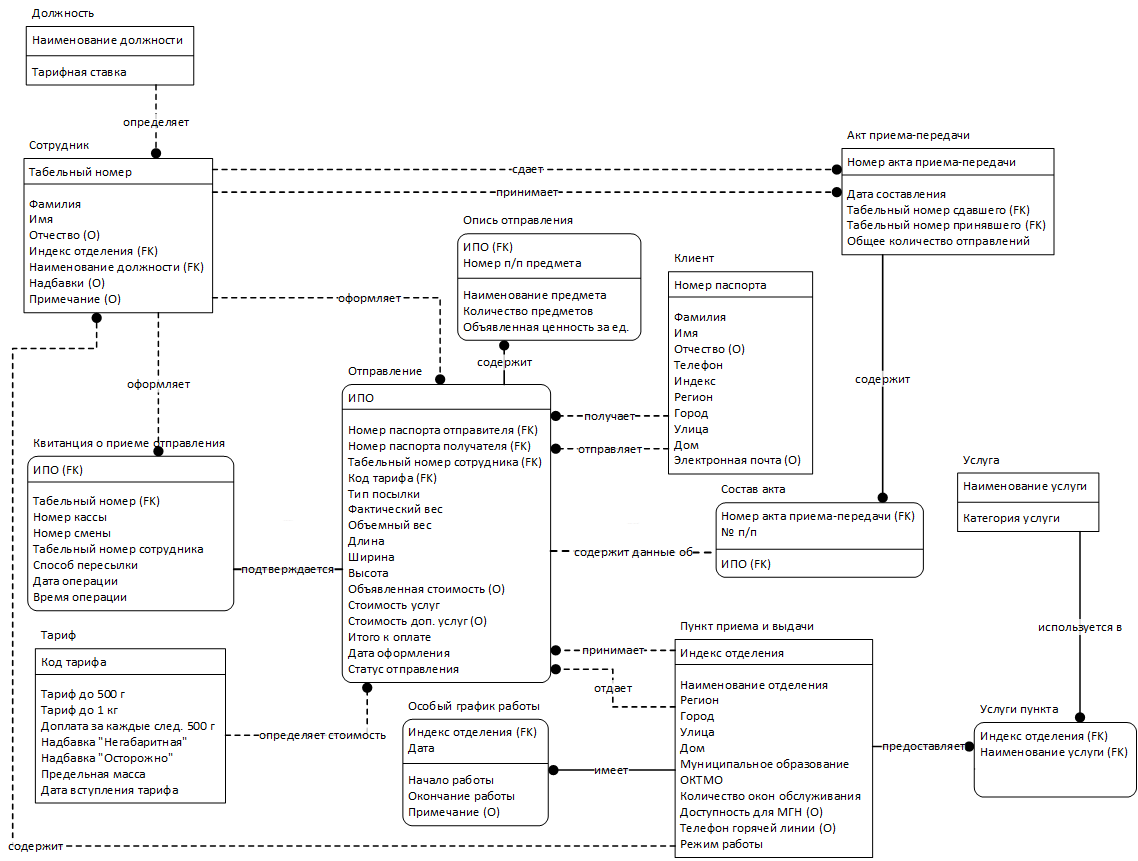 Должность
Наименование должности
Тарифная ставка
определяет
Сотрудник
Табельный номер
Фамилия
Имя
Отчество (О)
Индекс отделения (FK)
Наименование должности (FK)
Надбавки (О)
Примечание (О)
сдает
принимает
Акт приема-передачи
Номер акта приема-передачи
Дата составления
Табельный номер сдавшего (FK)
Табельный номер принявшего (FK)
Общее количество отправлений
Опись отправления
ИПО (FK)
Номер п/п предмета
Наименование предмета
Количество предметов
Объявленная ценность за ед.
Клиент
Номер паспорта
Фамилия
Имя
Отчество (О)
Телефон
Индекс
Регион
Город
Улица
Дом
Электронная почта (О)
оформляет
содержит
содержит
оформляет
Отправление
ИПО
Номер паспорта отправителя (FK)
Номер паспорта получателя (FK)
Табельный номер сотрудника (FK)
Код тарифа (FK)
Тип посылки
Фактический вес
Объемный вес
Длина
Ширина
Высота
Объявленная стоимость (О)
Стоимость услуг
Стоимость доп. услуг (О)
Итого к оплате
Дата оформления
Статус отправления
получает
отправляет
Квитанция о приеме отправления
ИПО (FK)
Табельный номер (FK)
Номер кассы
Номер смены
Табельный номер сотрудника
Способ пересылки
Дата операции
Время операции
подтверждается
Состав акта
Номер акта приема-передачи (FK)
№ п/п
ИПО (FK)
содержит данные об
Услуга
Наименование услуги
Категория услуги
используется в
Тариф
Код тарифа
Тариф до 500 г
Тариф до 1 кг
Доплата за каждые след. 500 г
Надбавка "Негабаритная"
Надбавка "Осторожно"
Предельная масса
Дата вступления тарифа
определяет стоимость
принимает
отдает
Особый график работы
Индекс отделения (FK)
Дата
Начало работы
Окончание работы
Примечание (О)
имеет
Пункт приема и выдачи
Индекс отделения
Наименование отделения
Регион
Город
Улица
Дом
Муниципальное образование
ОКТМО
Количество окон обслуживания
Доступность для МГН (О)
Телефон горячей линии (О)
Режим работы
предоставляет
Услуги пункта
Индекс отделения (FK)
Наименование услуги (FK)
содержит